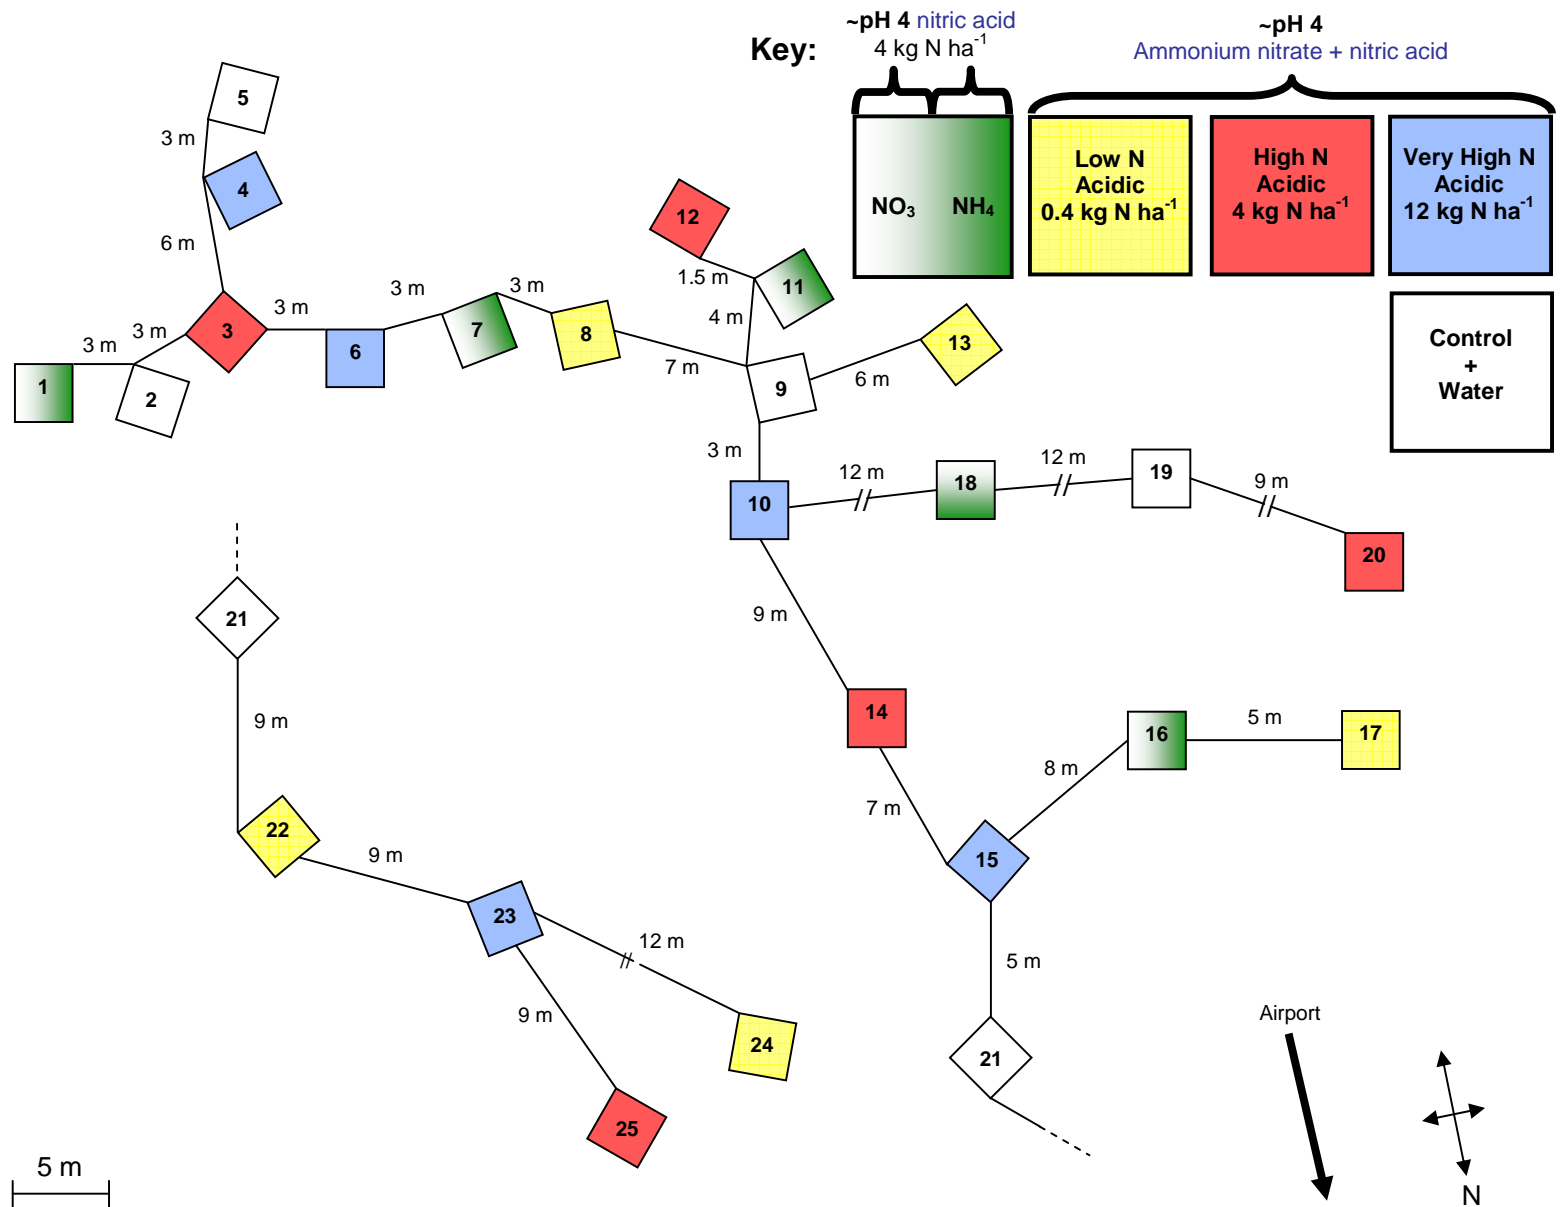 Key:
~pH 4 nitric acid
4 kg N ha-1
~pH 4
Ammonium nitrate + nitric acid
NO3
NH4
Low N
Acidic
0.4 kg N ha-1
High N
Acidic
4 kg N ha-1
Very High N
Acidic
12 kg N ha-1
Control
+
Water
5
3 m
4
6 m
3
3 m
3 m
1
2
3 m
6
3 m
7
3 m
8
7 m
12
1.5 m
11
4 m
9
6 m
13
3 m
10
12 m
18
12 m
19
9 m
20
9 m
14
7 m
15
8 m
16
5 m
17
5 m
21
21
9 m
22
9 m
23
12 m
24
9 m
25
Airport
N
5 m